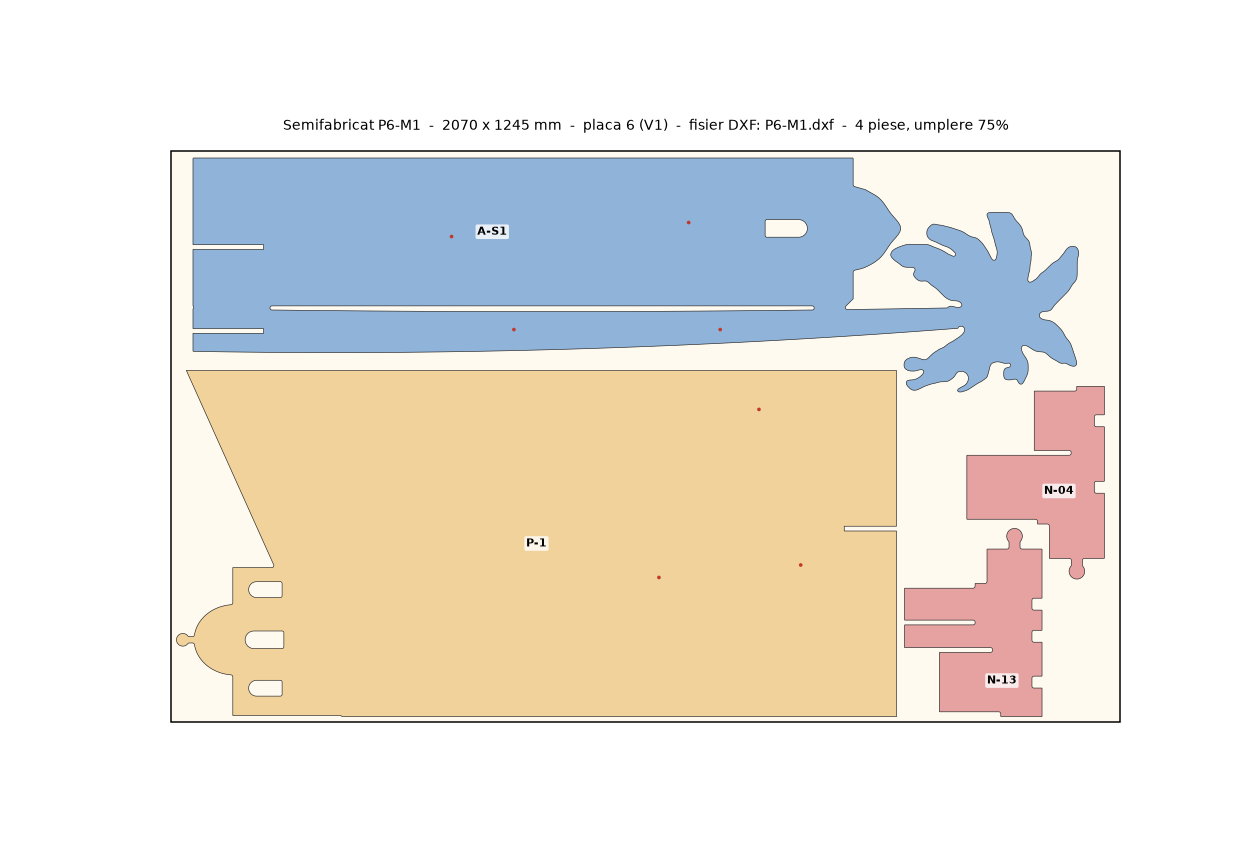 Semifabricat P6-M1 - 2070 x 1245 mm - placa 6 (V1) - fisier DXF: P6-M1.dxf - 4 piese, umplere 75%
A-S1
N-04
P-1
N-13